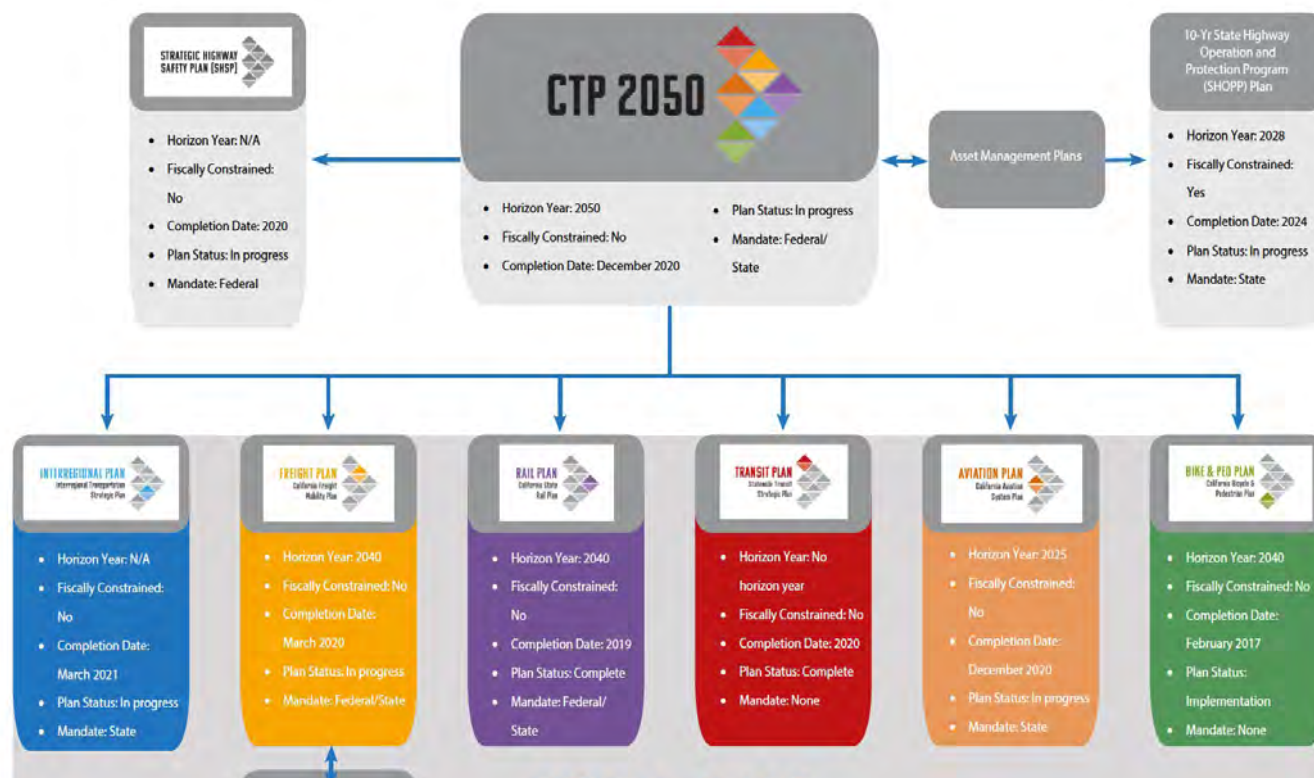 STRATEGIC HIGHWAY
SAFETY PLAN [SHSP]
• Horizon Year: N/A
• Fiscally Constrained:
No
• Completion Date: 2020
• Plan Status: In progress
• Mandate: Federal
CTP 2050
• Horizon Year: 2050
• Fiscally Constrained: No
• Completion Date: December 2020
• Plan Status: In progress
• Mandate: Federal/
State
Asset Management Plans
10-Yr State Highway
Operation and
Protection Program
(SHOPP) Plan
• Horizon Year: 2028
• Fiscally Constrained:
Yes
• Completion Date: 2024
• Plan Status: In progress
• Mandate: State
INTERREGIONAL PLAN
Interregional Transportation
Strategic Plan
• Horizon Year: N/A
• Fiscally Constrained:
No
• Completion Date:
March 2021
• Plan Status: In progress
• Mandate: State
FREIGHT PLAN
California Freight
Mobility Plan
• Horizon Year: 2040
• Fiscally Constrained: No
• Completion Date:
March 2020
• Plan Status: In progress
• Mandate: Federal/State
RAIL PLAN
California State
Rail Plan
• Horizon Year: 2040
• Fiscally Constrained:
No
• Completion Date: 2019
• Plan Status: Complete
• Mandate: Federal/
State
TRANSIT PLAN
Statewide Transit
Strategic Plan
• Horizon Year: No
horizon year
• Fiscally Constrained: No
• Completion Date: 2020
• Plan Status: Complete
• Mandate: None
AVIATION PLAN
California Aviation
System Plan
• Horizon Year: 2025
• Fiscally Constrained:
No
• Completion Date:
December 2020
• Plan Status: In progress
• Mandate: State
BIKE & PED PLAN
California Bicycle &
Pedestrian Plan
• Horizon Year: 2040
• Fiscally Constrained: No
• Completion Date:
February 2017
• Plan Status:
Implementation
• Mandate: None